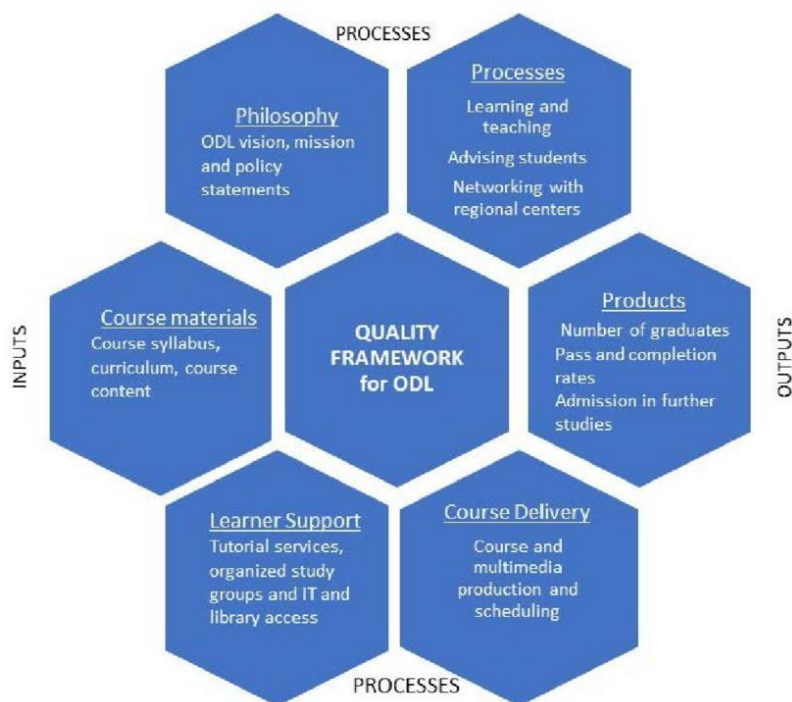 PROCESSES
Philosophy
ODL vision, mission
and policy
statements
Processes
Learning and
teaching
Advising students
Networking with
regional centers
INPUTS
Course materials
Course syllabus,
curriculum, course
content
QUALITY
FRAMEWORK
for ODL
Products
Number of graduates
Pass and completion
rates
Admission in further
studies
OUTPUTS
Learner Support
Tutorial services,
organized study
groups and IT and
library access
Course Delivery
Course and
multimedia
production and
scheduling
PROCESSES